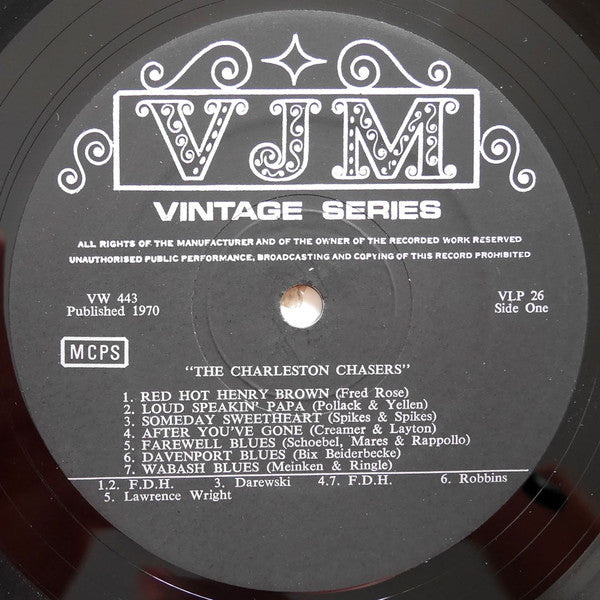 VJM
VINTAGE SERIES
ALL RIGHTS OF THE MANUFACTURER AND OF THE OWNER OF THE RECORDED WORK RESERVED
UNAUTHORISED PUBLIC PERFORMANCE, BROADCASTING AND COPYING OF THIS RECORD PROHIBITED
VW 443 VLP 26
Published 1970 Side One
MCPS
"THE CHARLESTON CHASERS"
1. RED HOT HENRY BROWN (Fred Rose)
2. LOUD SPEAKIN' PAPA (Pollack & Yellen)
3. SOMEDAY SWEETHEART (Spikes & Spikes)
4. AFTER YOU'VE GONE (Creamer & Layton)
5. FAREWELL BLUES (Schoebel, Mares & Rappollo)
6. DAVENPORT BLUES (Bix Beiderbecke)
7. WABASH BLUES (Meinken & Ringle)
1.2. F.D.H. 3. Darewski 4.7. F.D.H. 6. Robbins
5. Lawrence Wright